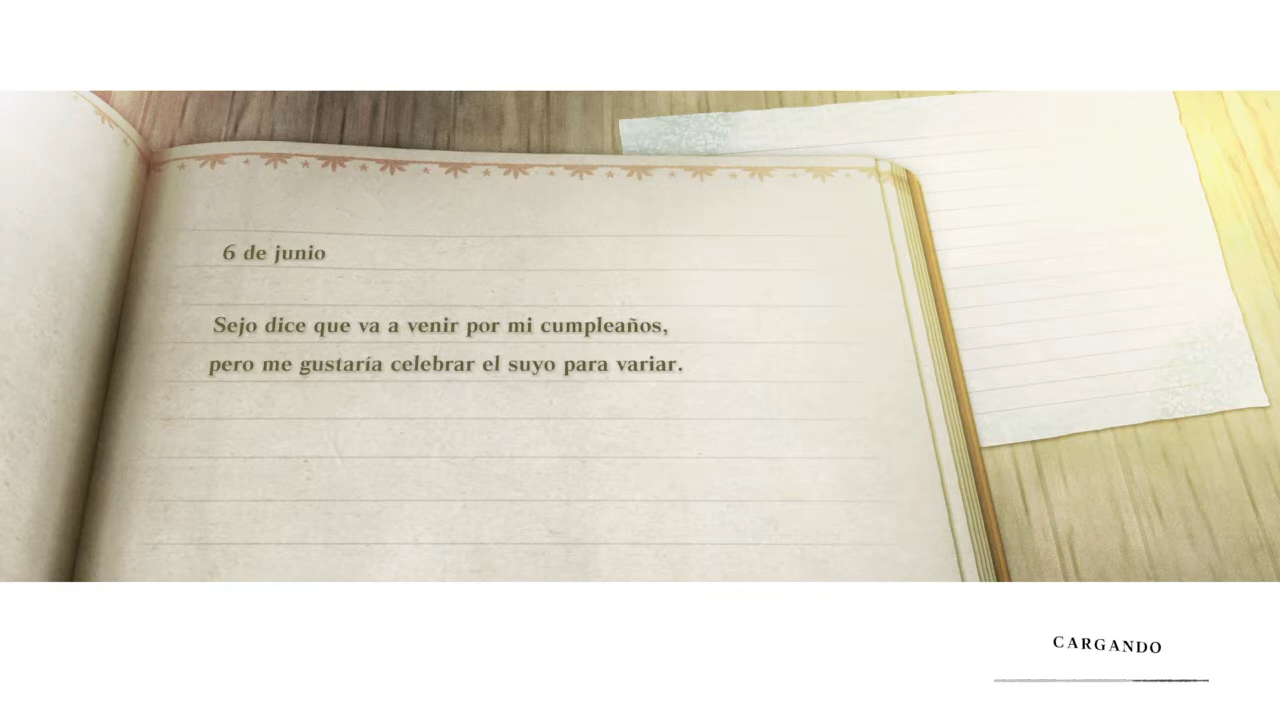 6 de junio
Sejo dice que va a venir por mi cumpleaños,
pero me gustaría celebrar el suyo para variar.
CARGANDO